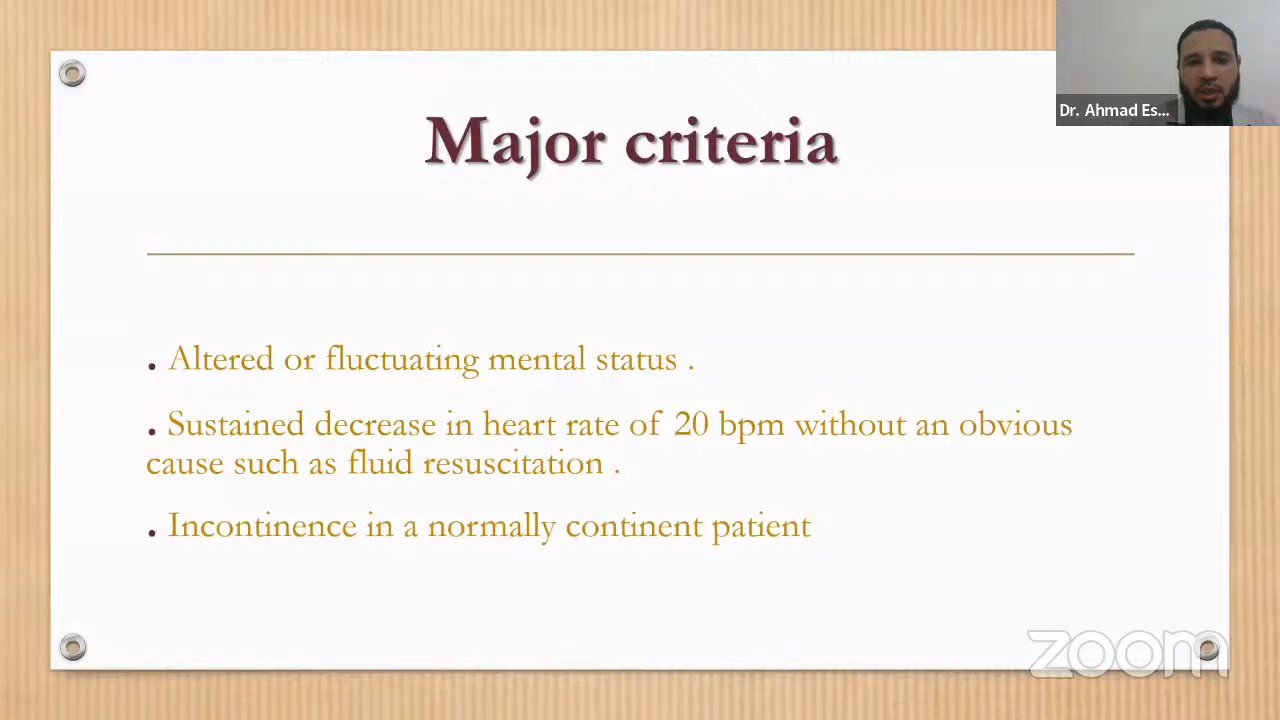 Dr. Ahmad Es...
Major criteria
. Altered or fluctuating mental status .
. Sustained decrease in heart rate of 20 bpm without an obvious
cause such as fluid resuscitation .
. Incontinence in a normally continent patient
zoom